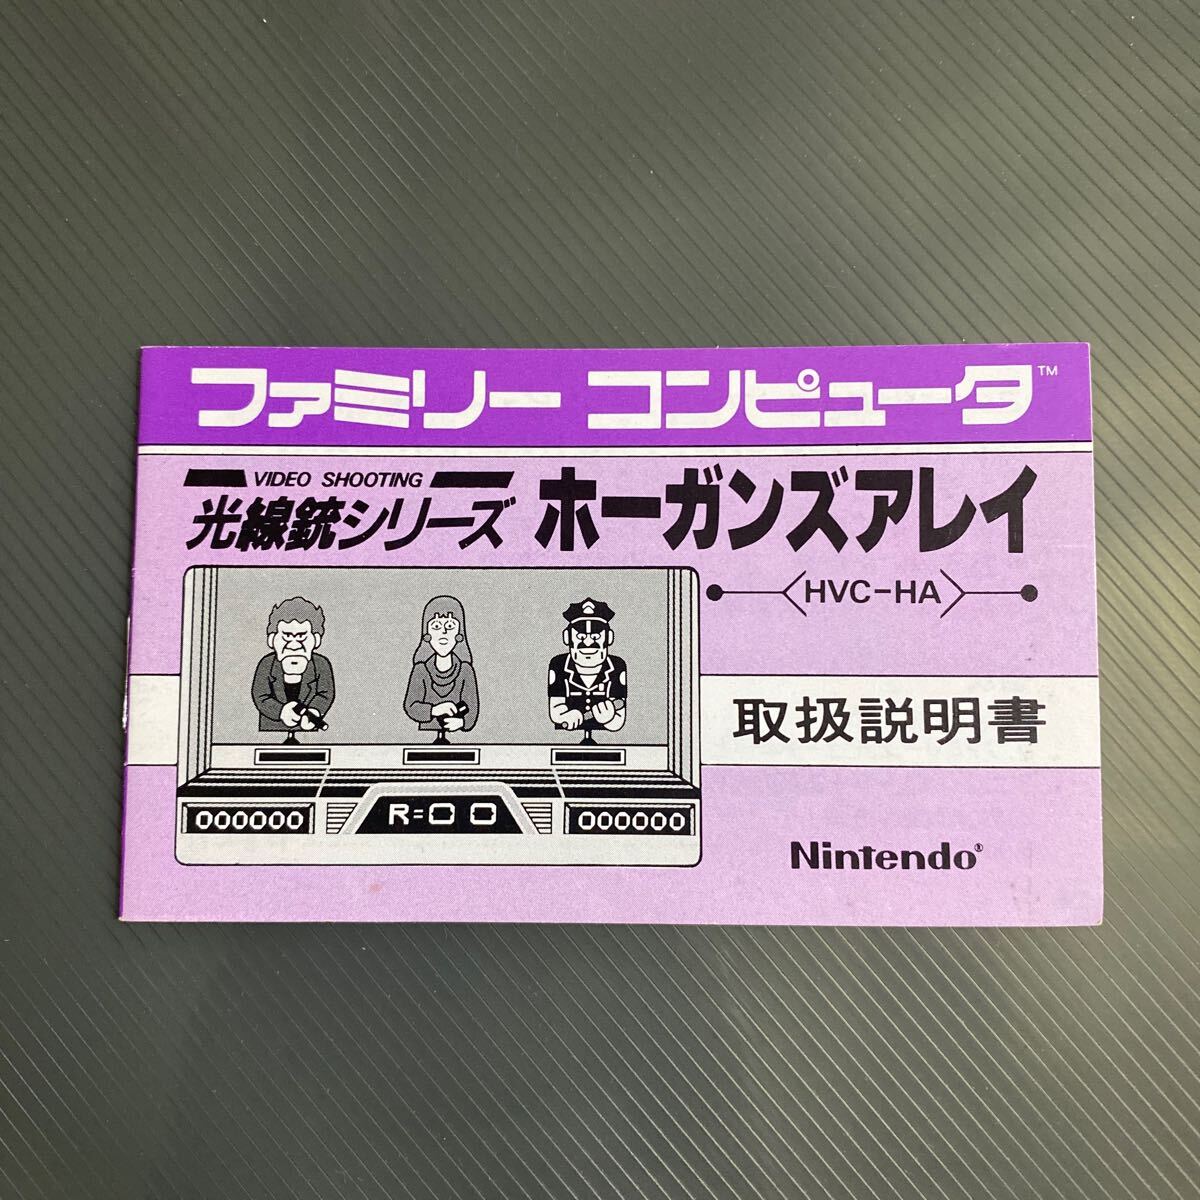 ファミリー コンピュータ™
VIDEO SHOOTING
光線銃シリーズ ホーガンズアレイ
HVC-HA
取扱説明書
000000 R=00 000000
Nintendo®